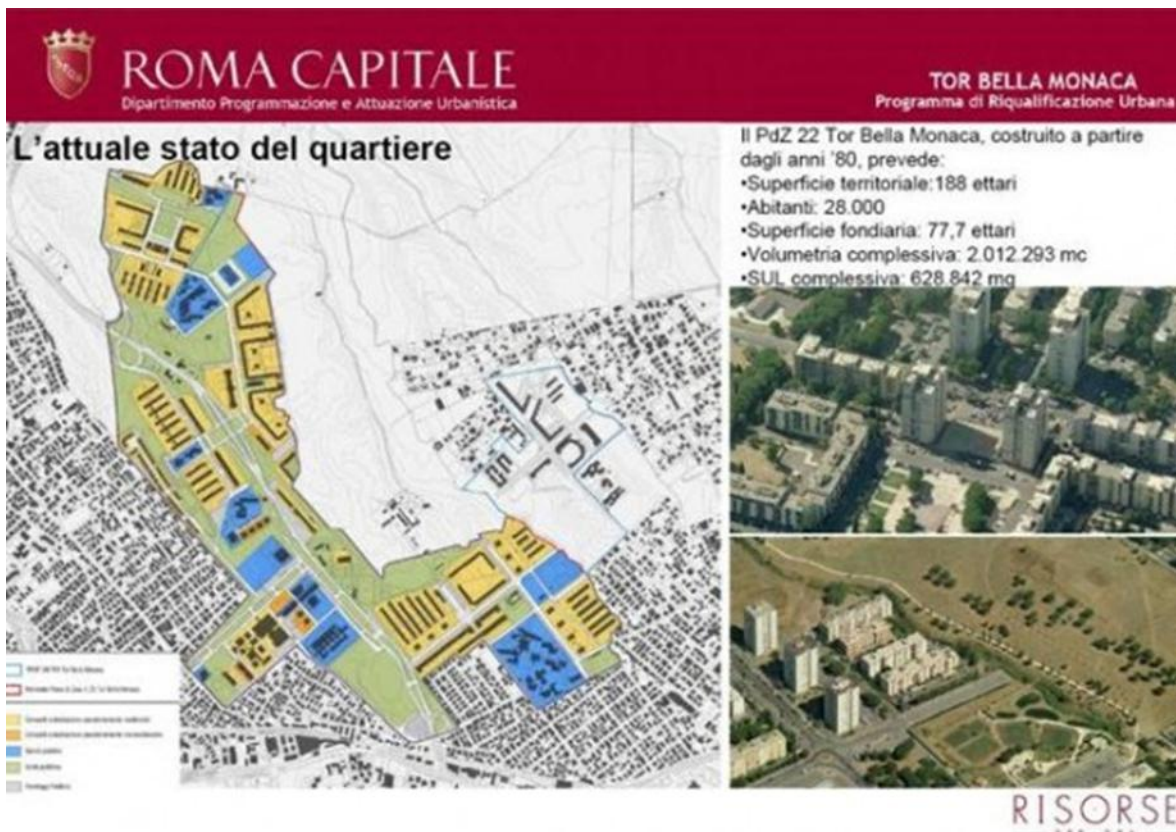 ROMA CAPITALE
Dipartimento Programmazione e Attuazione Urbanistica
TOR BELLA MONACA
Programma di Riqualificazione Urbana
L'attuale stato del quartiere
Il PdZ 22 Tor Bella Monaca, costruito a partire
dagli anni '80, prevede:
•Superficie territoriale:188 ettari
•Abitanti: 28.000
•Superficie fondiaria: 77,7 ettari
•Volumetria complessiva: 2.012.293 mc
•SUL complessiva: 628.842 mq
RISORSE